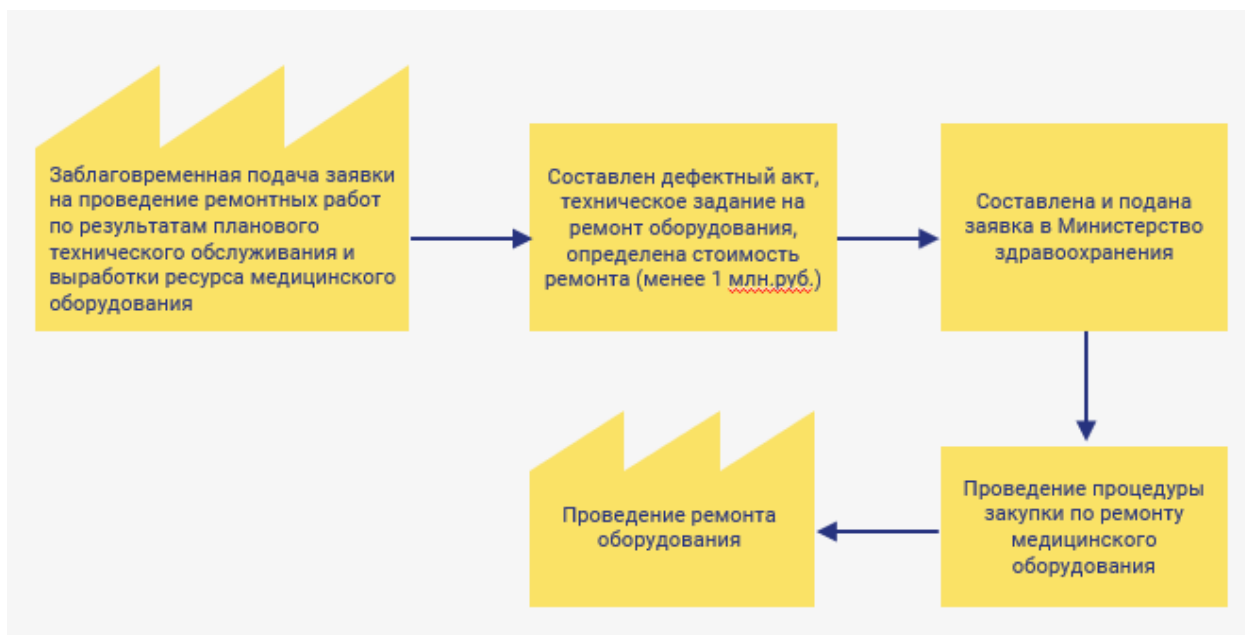 Заблаговременная подача заявки
на проведение ремонтных работ
по результатам планового
технического обслуживания и
выработки ресурса медицинского
оборудования
Составлен дефектный акт,
техническое задание на
ремонт оборудования,
определена стоимость
ремонта (менее 1 млн.руб.)
Составлена и подана
заявка в Министерство
здравоохранения
Проведение процедуры
закупки по ремонту
медицинского
оборудования
Проведение ремонта
оборудования